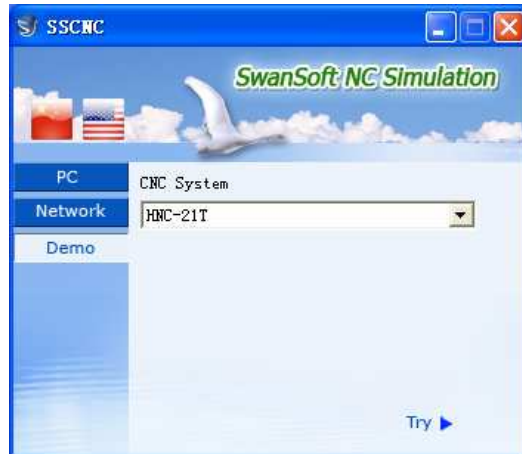 SSCNC
SwanSoft NC Simulation
PC
CNC System
Network
HNC-21T
Demo
Try